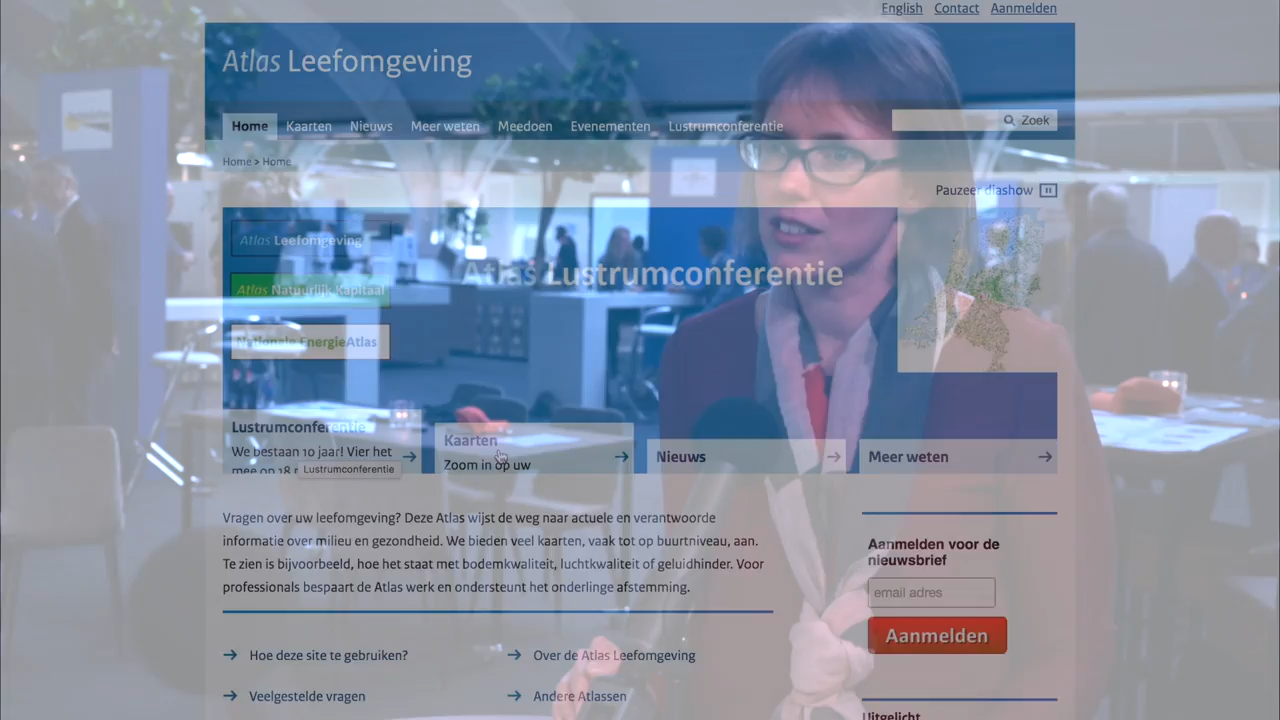 English Contact Aanmelden
Atlas Leefomgeving
Home Kaarten Nieuws Meer weten Meedoen Evenementen Lustrumconferentie
Zoek
Home > Home
Pauzeer diashow
Atlas Leefomgeving
Atlas Lustrumconferentie
Atlas Natuurlijk Kapitaal
Nationale EnergieAtlas
Lustrumconferentie
We bestaan 10 jaar! Vier het
mee op 18
Lustrumconferentie
Kaarten
Zoom in op uw
Nieuws
Meer weten
Vragen over uw leefomgeving? Deze Atlas wijst de weg naar actuele en verantwoorde
informatie over milieu en gezondheid. We bieden veel kaarten, vaak tot op buurtniveau, aan.
Te zien is bijvoorbeeld, hoe het staat met bodemkwaliteit, luchtkwaliteit of geluidhinder. Voor
professionals bespaart de Atlas werk en ondersteunt het onderlinge afstemming.
Aanmelden voor de
nieuwsbrief
email adres
Aanmelden
Hoe deze site te gebruiken?
Over de Atlas Leefomgeving
Veelgestelde vragen
Andere Atlassen
Uitgelicht